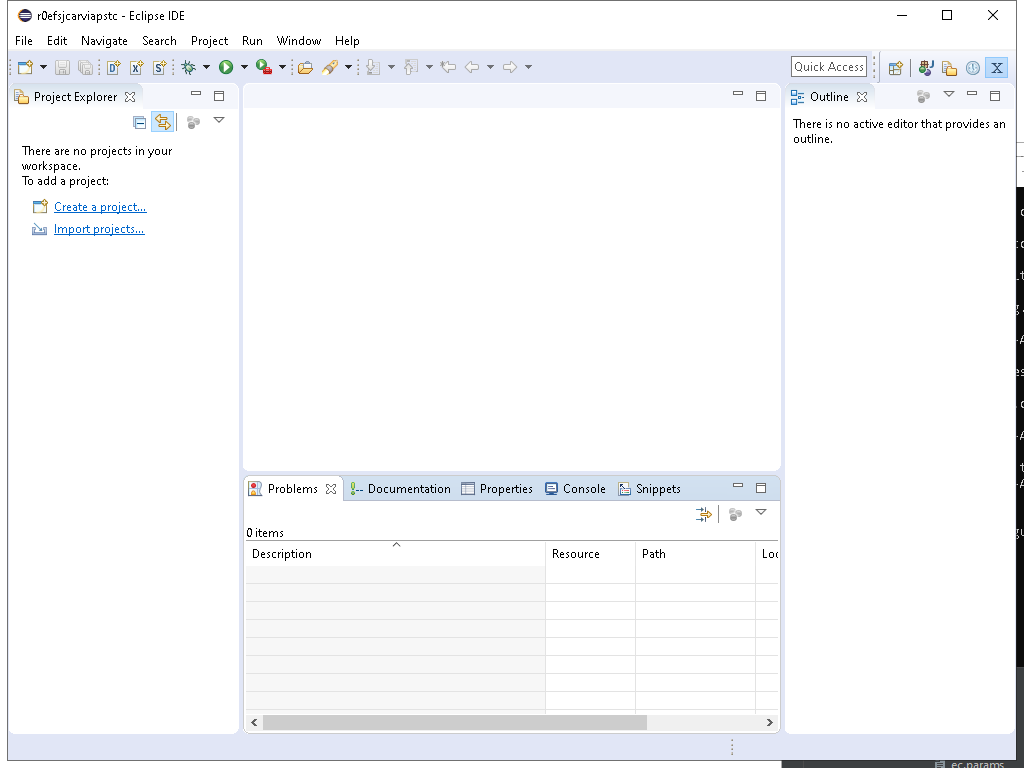 r0efsjcarviapstc - Eclipse IDE
File Edit Navigate Search Project Run Window Help
Quick Access
Project Explorer
There are no projects in your
workspace.
To add a project:
Create a project...
Import projects...
Outline
There is no active editor that provides an
outline.
Problems Documentation Properties Console Snippets
0 items
Description Resource Path Loc
ec.params